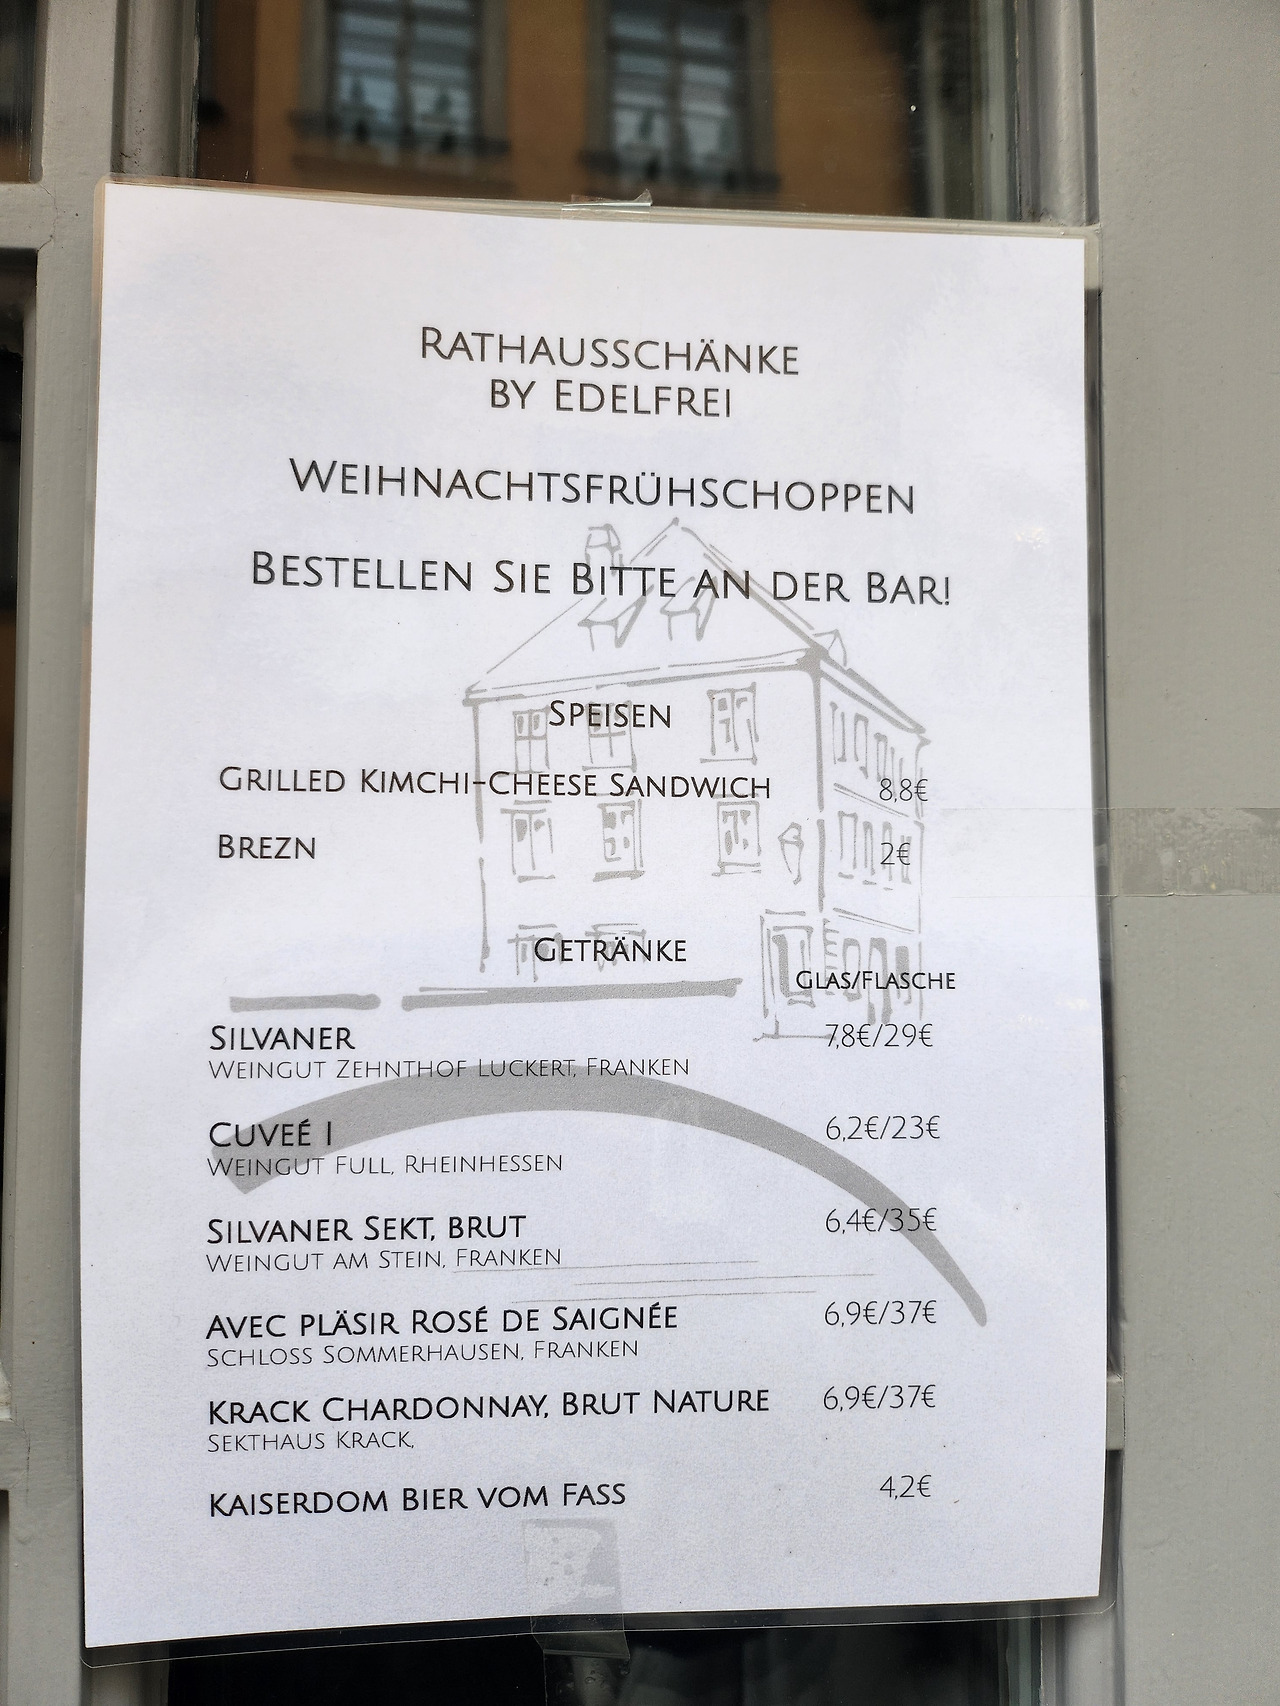 Rathausschänke
by Edelfrei
Weihnachtsfrühschoppen
Bestellen Sie Bitte an der Bar!
Speisen
Grilled Kimchi-Cheese Sandwich 8,8€
Brezn 2€
Getränke
Glas/Flasche
Silvaner 7,8€/29€
Weingut Zehnthof Luckert, Franken
Cuveé I 6,2€/23€
Weingut Full, Rheinhessen
Silvaner Sekt, brut 6,4€/35€
Weingut am Stein, Franken
Avec pläsir Rosé de Saignée 6,9€/37€
Schloss Sommerhausen, Franken
Krack Chardonnay, Brut Nature 6,9€/37€
Sekthaus Krack,
Kaiserdom Bier vom Fass 4,2€